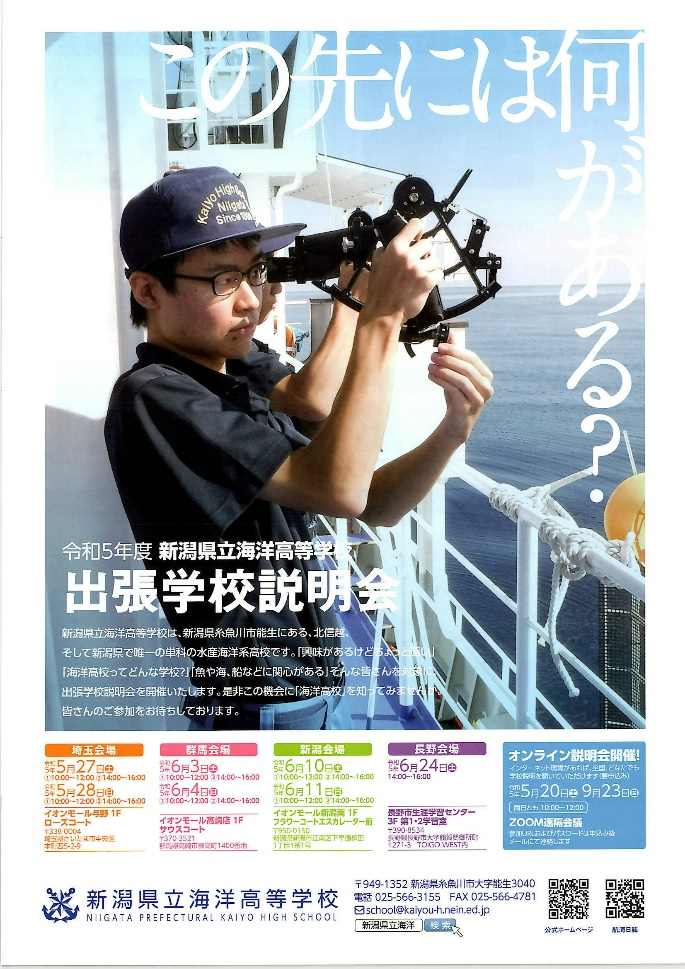 この先には何
がある?
Kaiyo High
Niigata
Since
令和5年度 新潟県立海洋高等学校
出張学校説明会
新潟県立海洋高等学校は、新潟県糸魚川市能生にある、北信越、
そして新潟県で唯一の単科の水産海洋系高校です。「興味があるけどちょっと遠い」
「海洋高校ってどんな学校?」「魚や海、船などに関心がある」そんな皆さんを対象に
出張学校説明会を開催いたします。是非この機会に「海洋高校」を知ってみませんか。
皆さんのご参加をお待ちしております。
埼玉会場
令和5年 5月27日土
①10:00~12:00 ②14:00~16:00
令和5年 5月28日日
①10:00~12:00 ②14:00~16:00
イオンモール与野 1F
ローズコート
〒338-0004
埼玉県さいたま市中央区
本町西5-2-9
群馬会場
令和5年 6月3日土
①10:00~12:00 ②14:00~16:00
令和5年 6月4日日
①10:00~12:00 ②14:00~16:00
イオンモール高崎店 1F
サウスコート
〒370-3521
群馬県高崎市棟高町1400番地
新潟会場
令和5年 6月10日土
①10:00~12:00 ②14:00~16:00
令和5年 6月11日日
①10:00~12:00 ②14:00~16:00
イオンモール新潟南 1F
フラワーコートエスカレーター前
〒950-0150
新潟県新潟市江南区下早通柳田
1丁目1番1号
長野会場
令和5年 6月24日土
14:00~16:00
長野市生涯学習センター
3F 第1・2学習室
〒390-8534
長野県長野市大字鶴賀問御所町
1271-3 TOiGO WEST内
オンライン説明会開催!
インターネット環境があれば、全国、どなたでも
学校説明を聞いていただけます(要申込み)
令和5年 5月20日土 9月23日日
両日とも 10:00~12:00
ZOOM遠隔会議
参加URLおよびパスワードは申込み後
メールにて連絡します
新潟県立海洋高等学校
NIIGATA PREFECTURAL KAIYO HIGH SCHOOL
〒949-1352 新潟県糸魚川市大字能生3040
電話 025-566-3155 FAX 025-566-4781
school@kaiyou-h.nein.ed.jp
新潟県立海洋 検索
公式ホームページ
航海日誌